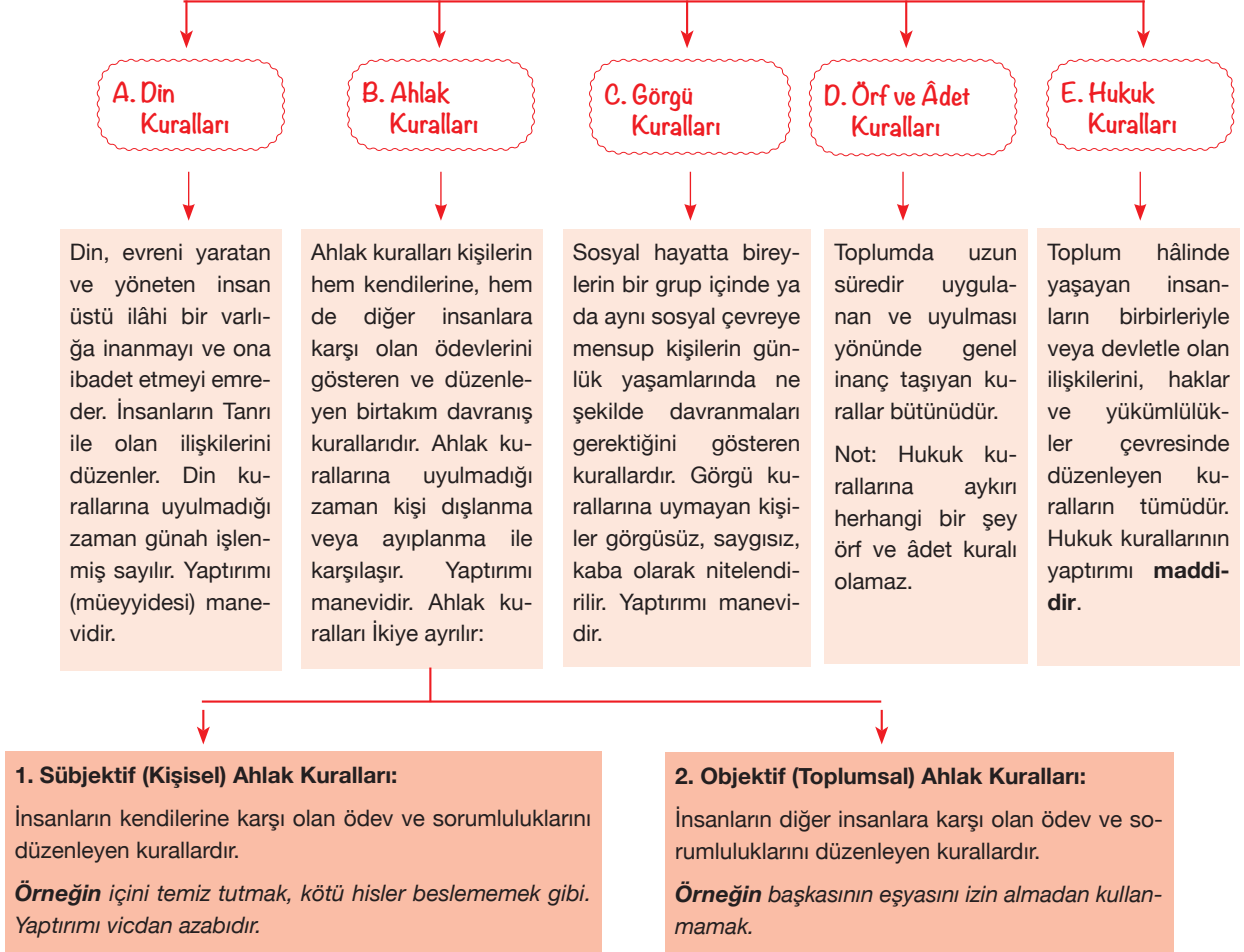 A. Din
Kuralları
B. Ahlak
Kuralları
C. Görgü
Kuralları
D. Örf ve Âdet
Kuralları
E. Hukuk
Kuralları
Din, evreni yaratan
ve yöneten insan
üstü ilâhi bir varlı-
ğa inanmayı ve ona
ibadet etmeyi emre-
der. İnsanların Tanrı
ile olan ilişkilerini
düzenler. Din ku-
rallarına uyulmadığı
zaman günah işlen-
miş sayılır. Yaptırımı
(müeyyidesi) mane-
vidir.
Ahlak kuralları kişilerin
hem kendilerine, hem
de diğer insanlara
karşı olan ödevlerini
gösteren ve düzenle-
yen birtakım davranış
kurallarıdır. Ahlak ku-
rallarına uyulmadığı
zaman kişi dışlanma
veya ayıplanma ile
karşılaşır. Yaptırımı
manevidir. Ahlak ku-
ralları İkiye ayrılır:
Sosyal hayatta birey-
lerin bir grup içinde ya
da aynı sosyal çevreye
mensup kişilerin gün-
lük yaşamlarında ne
şekilde davranmaları
gerektiğini gösteren
kurallardır. Görgü ku-
rallarına uymayan kişi-
ler görgüsüz, saygısız,
kaba olarak nitelendi-
rilir. Yaptırımı manevi-
dir.
Toplumda uzun
süredir uygula-
nan ve uyulması
yönünde genel
inanç taşıyan ku-
rallar bütünüdür.
Not: Hukuk ku-
rallarına aykırı
herhangi bir şey
örf ve âdet kuralı
olamaz.
Toplum hâlinde
yaşayan insan-
ların birbirleriyle
veya devletle olan
ilişkilerini, haklar
ve yükümlülük-
ler çevresinde
düzenleyen ku-
ralların tümüdür.
Hukuk kurallarının
yaptırımı maddi-
dir.
1. Sübjektif (Kişisel) Ahlak Kuralları:
İnsanların kendilerine karşı olan ödev ve sorumluluklarını
düzenleyen kurallardır.
Örneğin içini temiz tutmak, kötü hisler beslememek gibi.
Yaptırımı vicdan azabıdır.
2. Objektif (Toplumsal) Ahlak Kuralları:
İnsanların diğer insanlara karşı olan ödev ve so-
rumluluklarını düzenleyen kurallardır.
Örneğin başkasının eşyasını izin almadan kullan-
mamak.